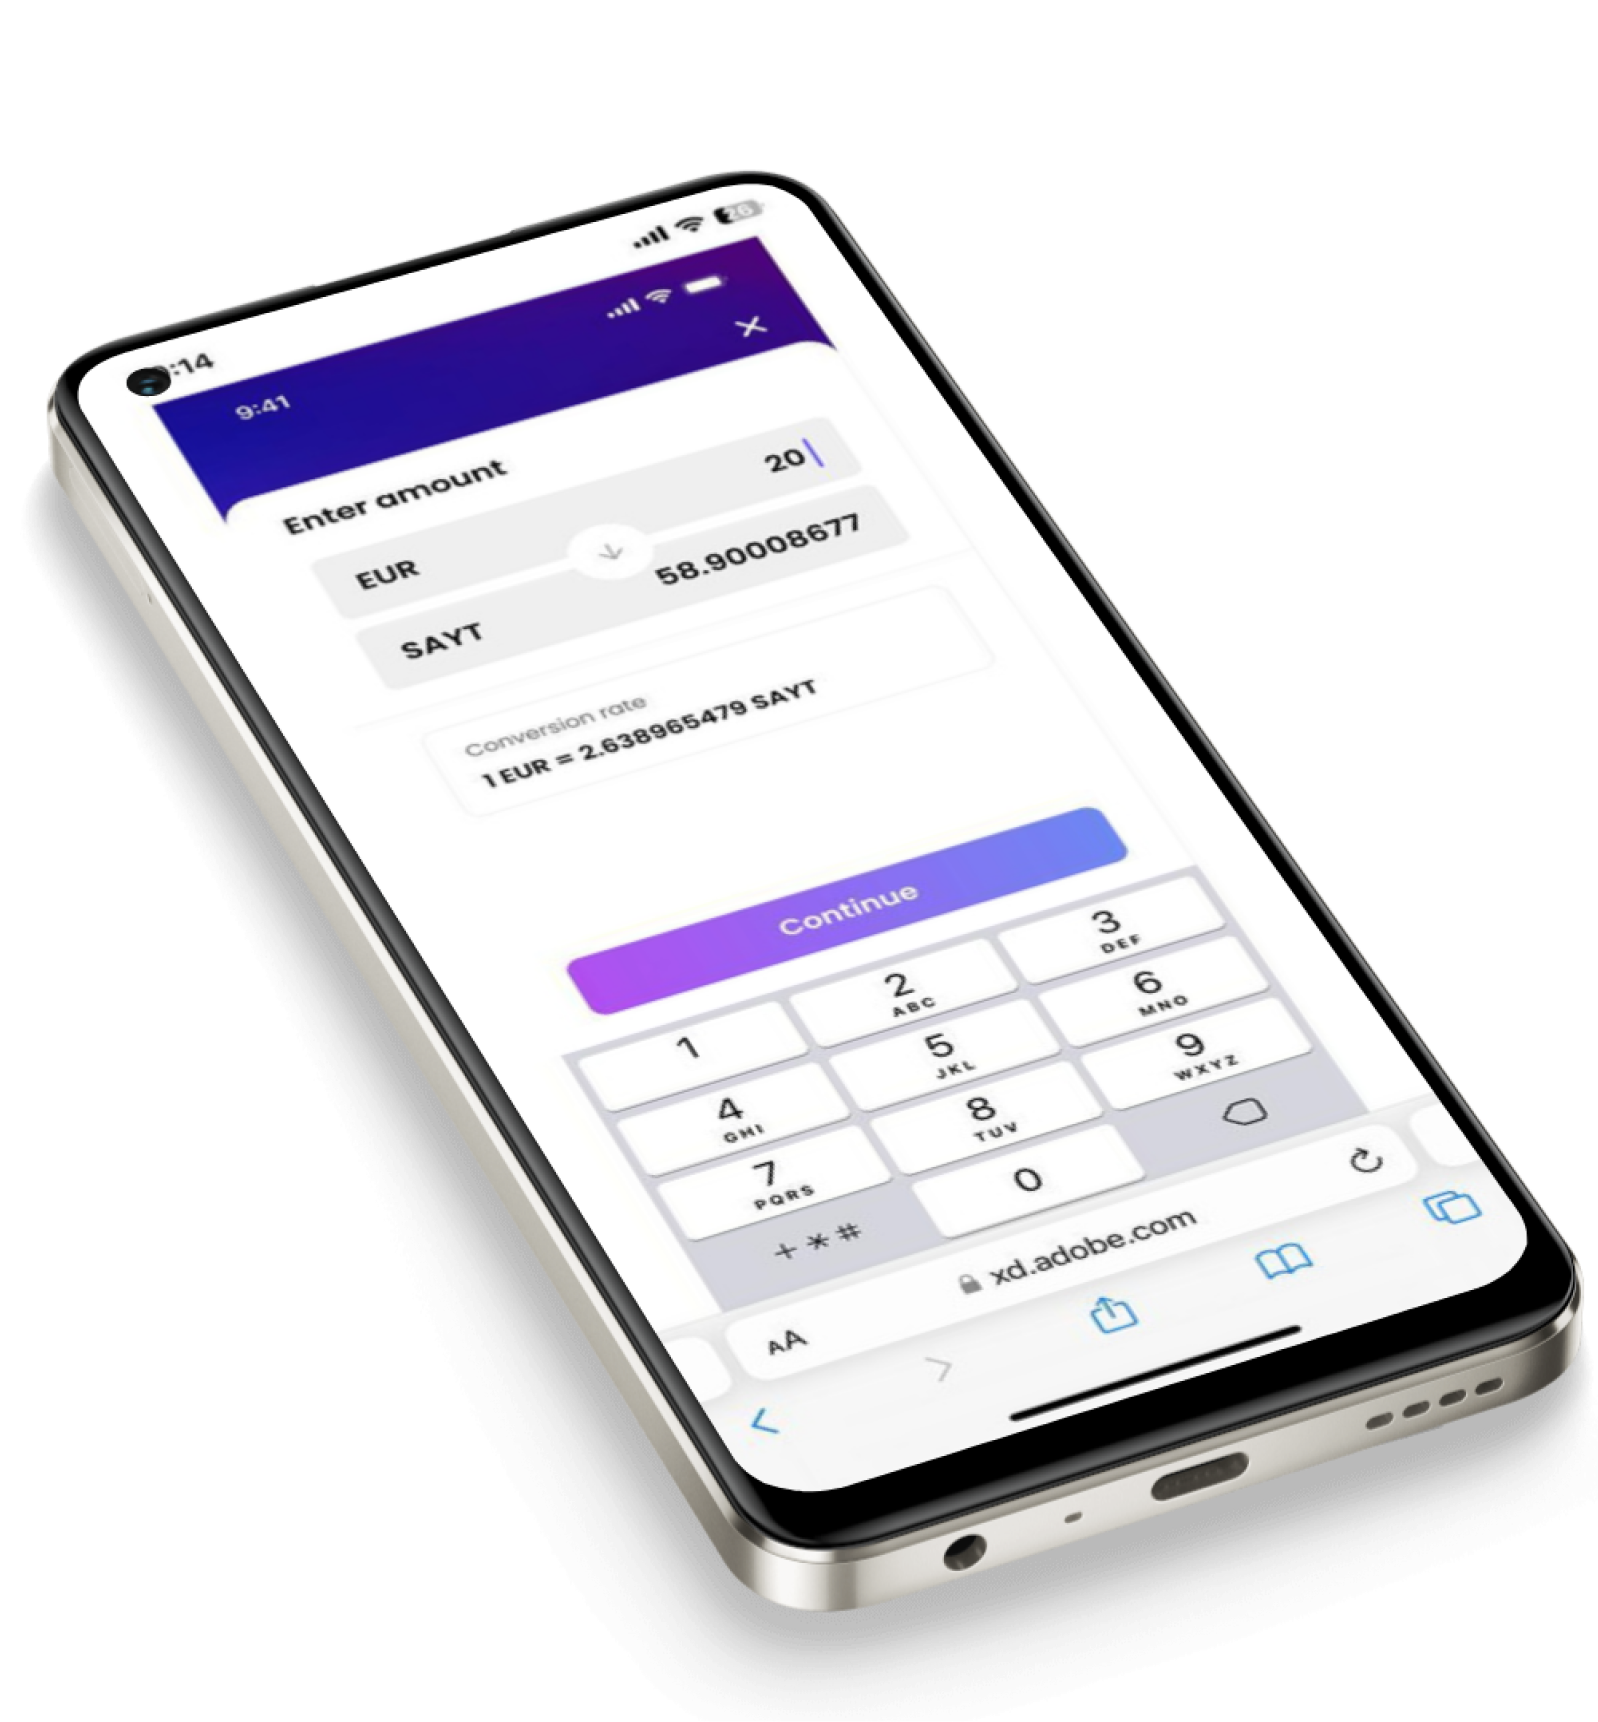 :14
26
9:41
Enter amount
EUR 20
SAYT 58.90008677
Conversion rate
1 EUR = 2.638965479 SAYT
Continue
1
2
ABC
3
DEF
4
GHI
5
JKL
6
MNO
7
PQRS
8
TUV
9
WXYZ
+*#
0
AA xd.adobe.com